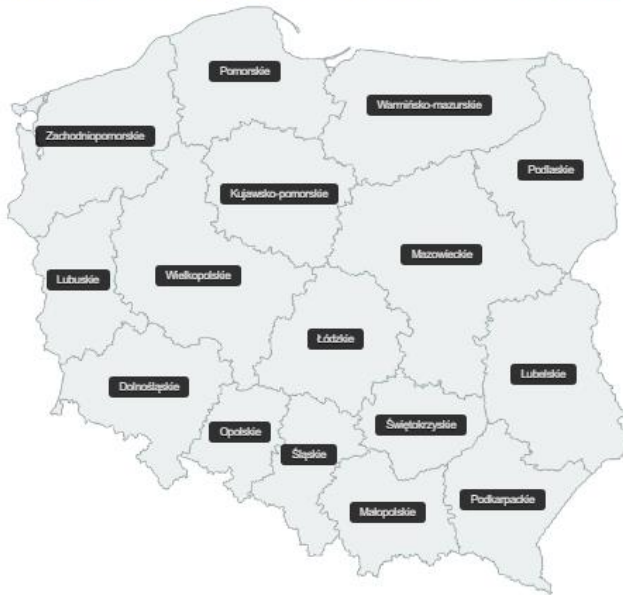 Pomorskie
Warmińsko-mazurskie
Zachodniopomorskie
Podlaskie
Kujawsko-pomorskie
Mazowieckie
Wielkopolskie
Lubuskie
Łódzkie
Lubelskie
Dolnośląskie
Świętokrzyskie
Opolskie
Śląskie
Podkarpackie
Małopolskie